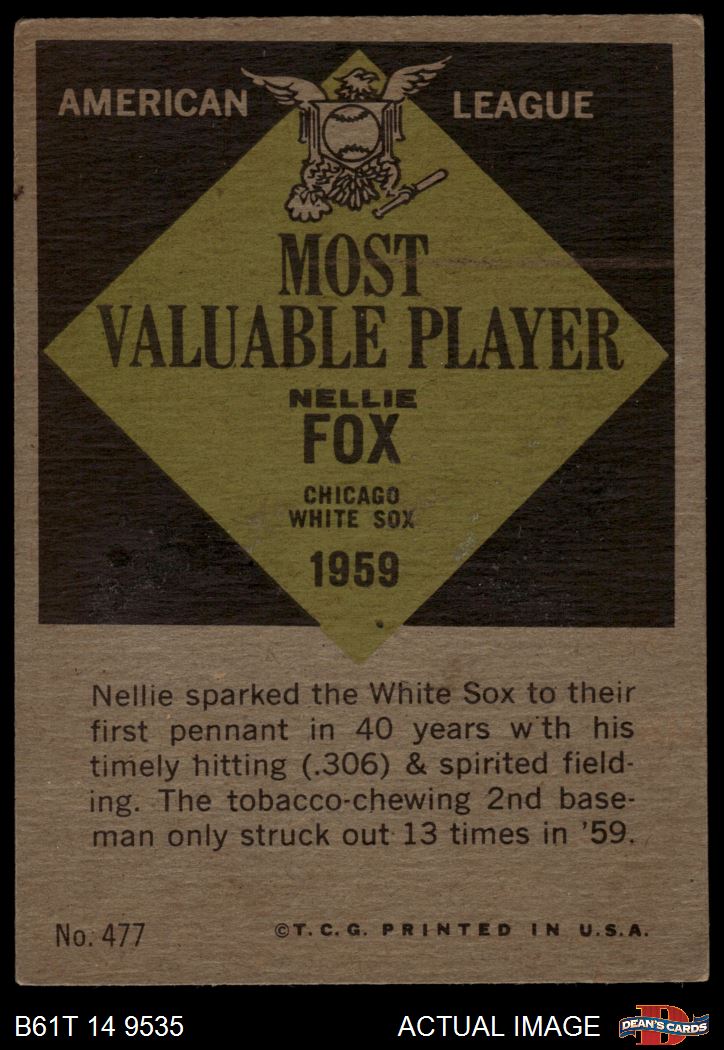 AMERICAN LEAGUE
MOST
VALUABLE PLAYER
NELLIE
FOX
CHICAGO
WHITE SOX
1959
Nellie sparked the White Sox to their
first pennant in 40 years w th his
timely hitting (.306) & spirited field-
ing. The tobacco-chewing 2nd base-
man only struck out 13 times in '59.
No. 477
©T.C.G. PRINTED IN U.S.A.
B61T 14 9535
ACTUAL IMAGE
D
DEAN'S CARDS